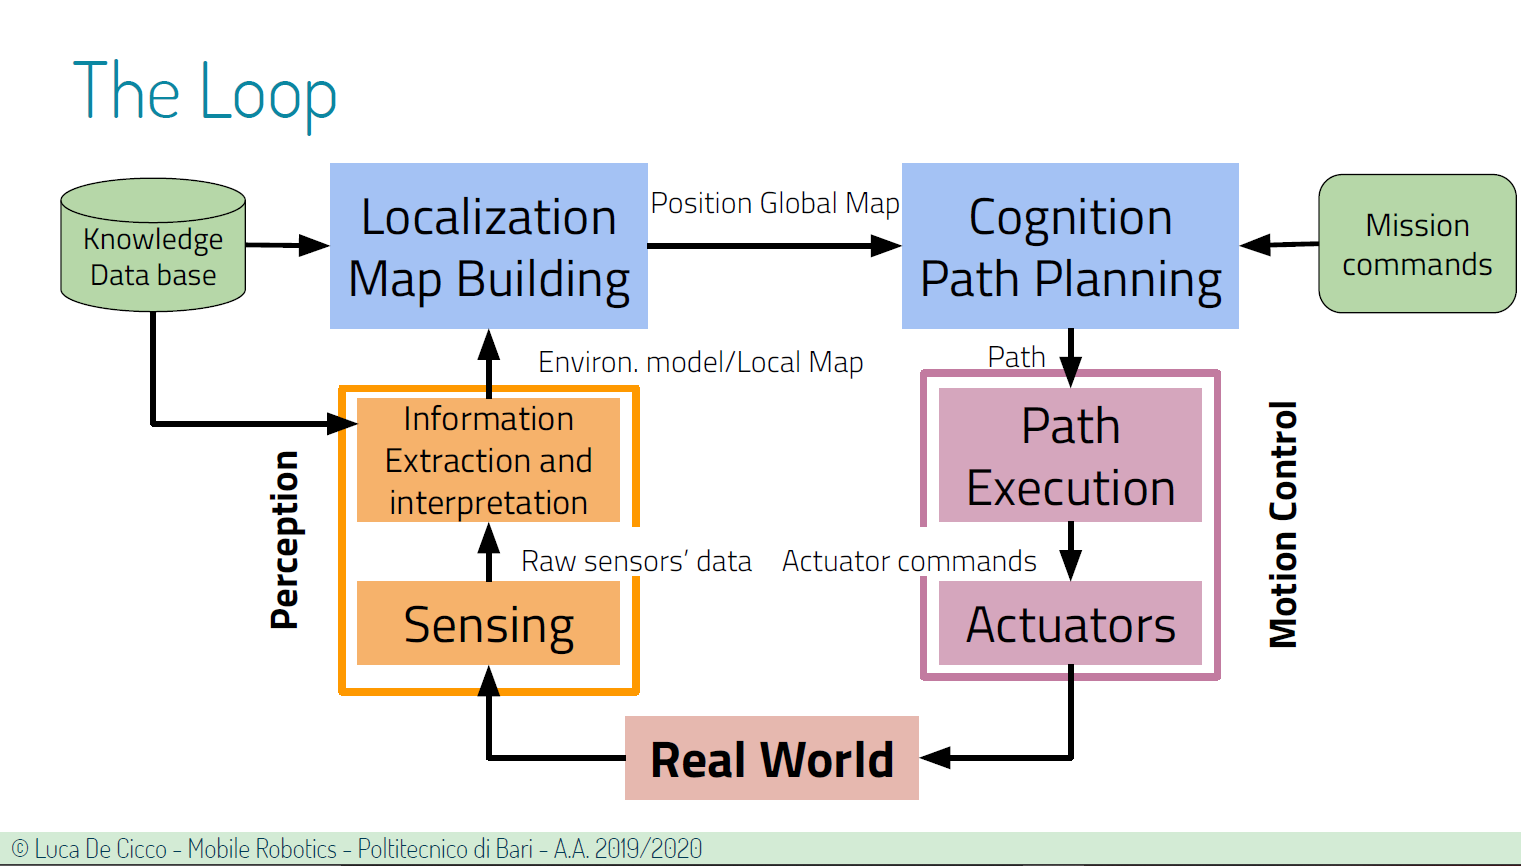 The Loop
Knowledge
Data base
Localization
Map Building
Position Global Map
Cognition
Path Planning
Mission
commands
Environ. model/Local Map
Path
Information
Extraction and
interpretation
Path
Execution
Perception
Motion Control
Raw sensors’ data
Actuator commands
Sensing
Actuators
Real World
© Luca De Cicco - Mobile Robotics - Poltitecnico di Bari - A.A. 2019/2020